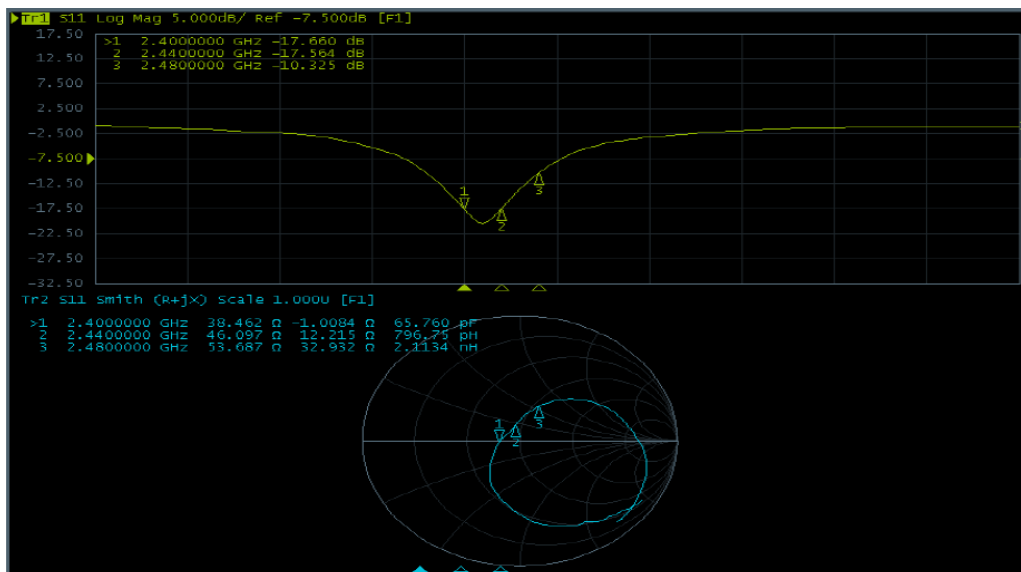 Tr1 S11 Log Mag 5.000dB/ Ref -7.500dB [F1]
17.50
>1 2.4000000 GHz -17.660 dB
2 2.4400000 GHz -17.564 dB
3 2.4800000 GHz -10.325 dB
12.50
7.500
2.500
-2.500
-7.500
-12.50
-17.50
-22.50
-27.50
-32.50
1
2
3
Tr2 S11 Smith (R+jX) Scale 1.000U [F1]
>1 2.4000000 GHz 38.462 Ω -1.0084 Ω 65.760 pF
2 2.4400000 GHz 46.097 Ω 12.215 Ω 796.75 pH
3 2.4800000 GHz 53.687 Ω 32.932 Ω 2.1134 nH
1
2
3